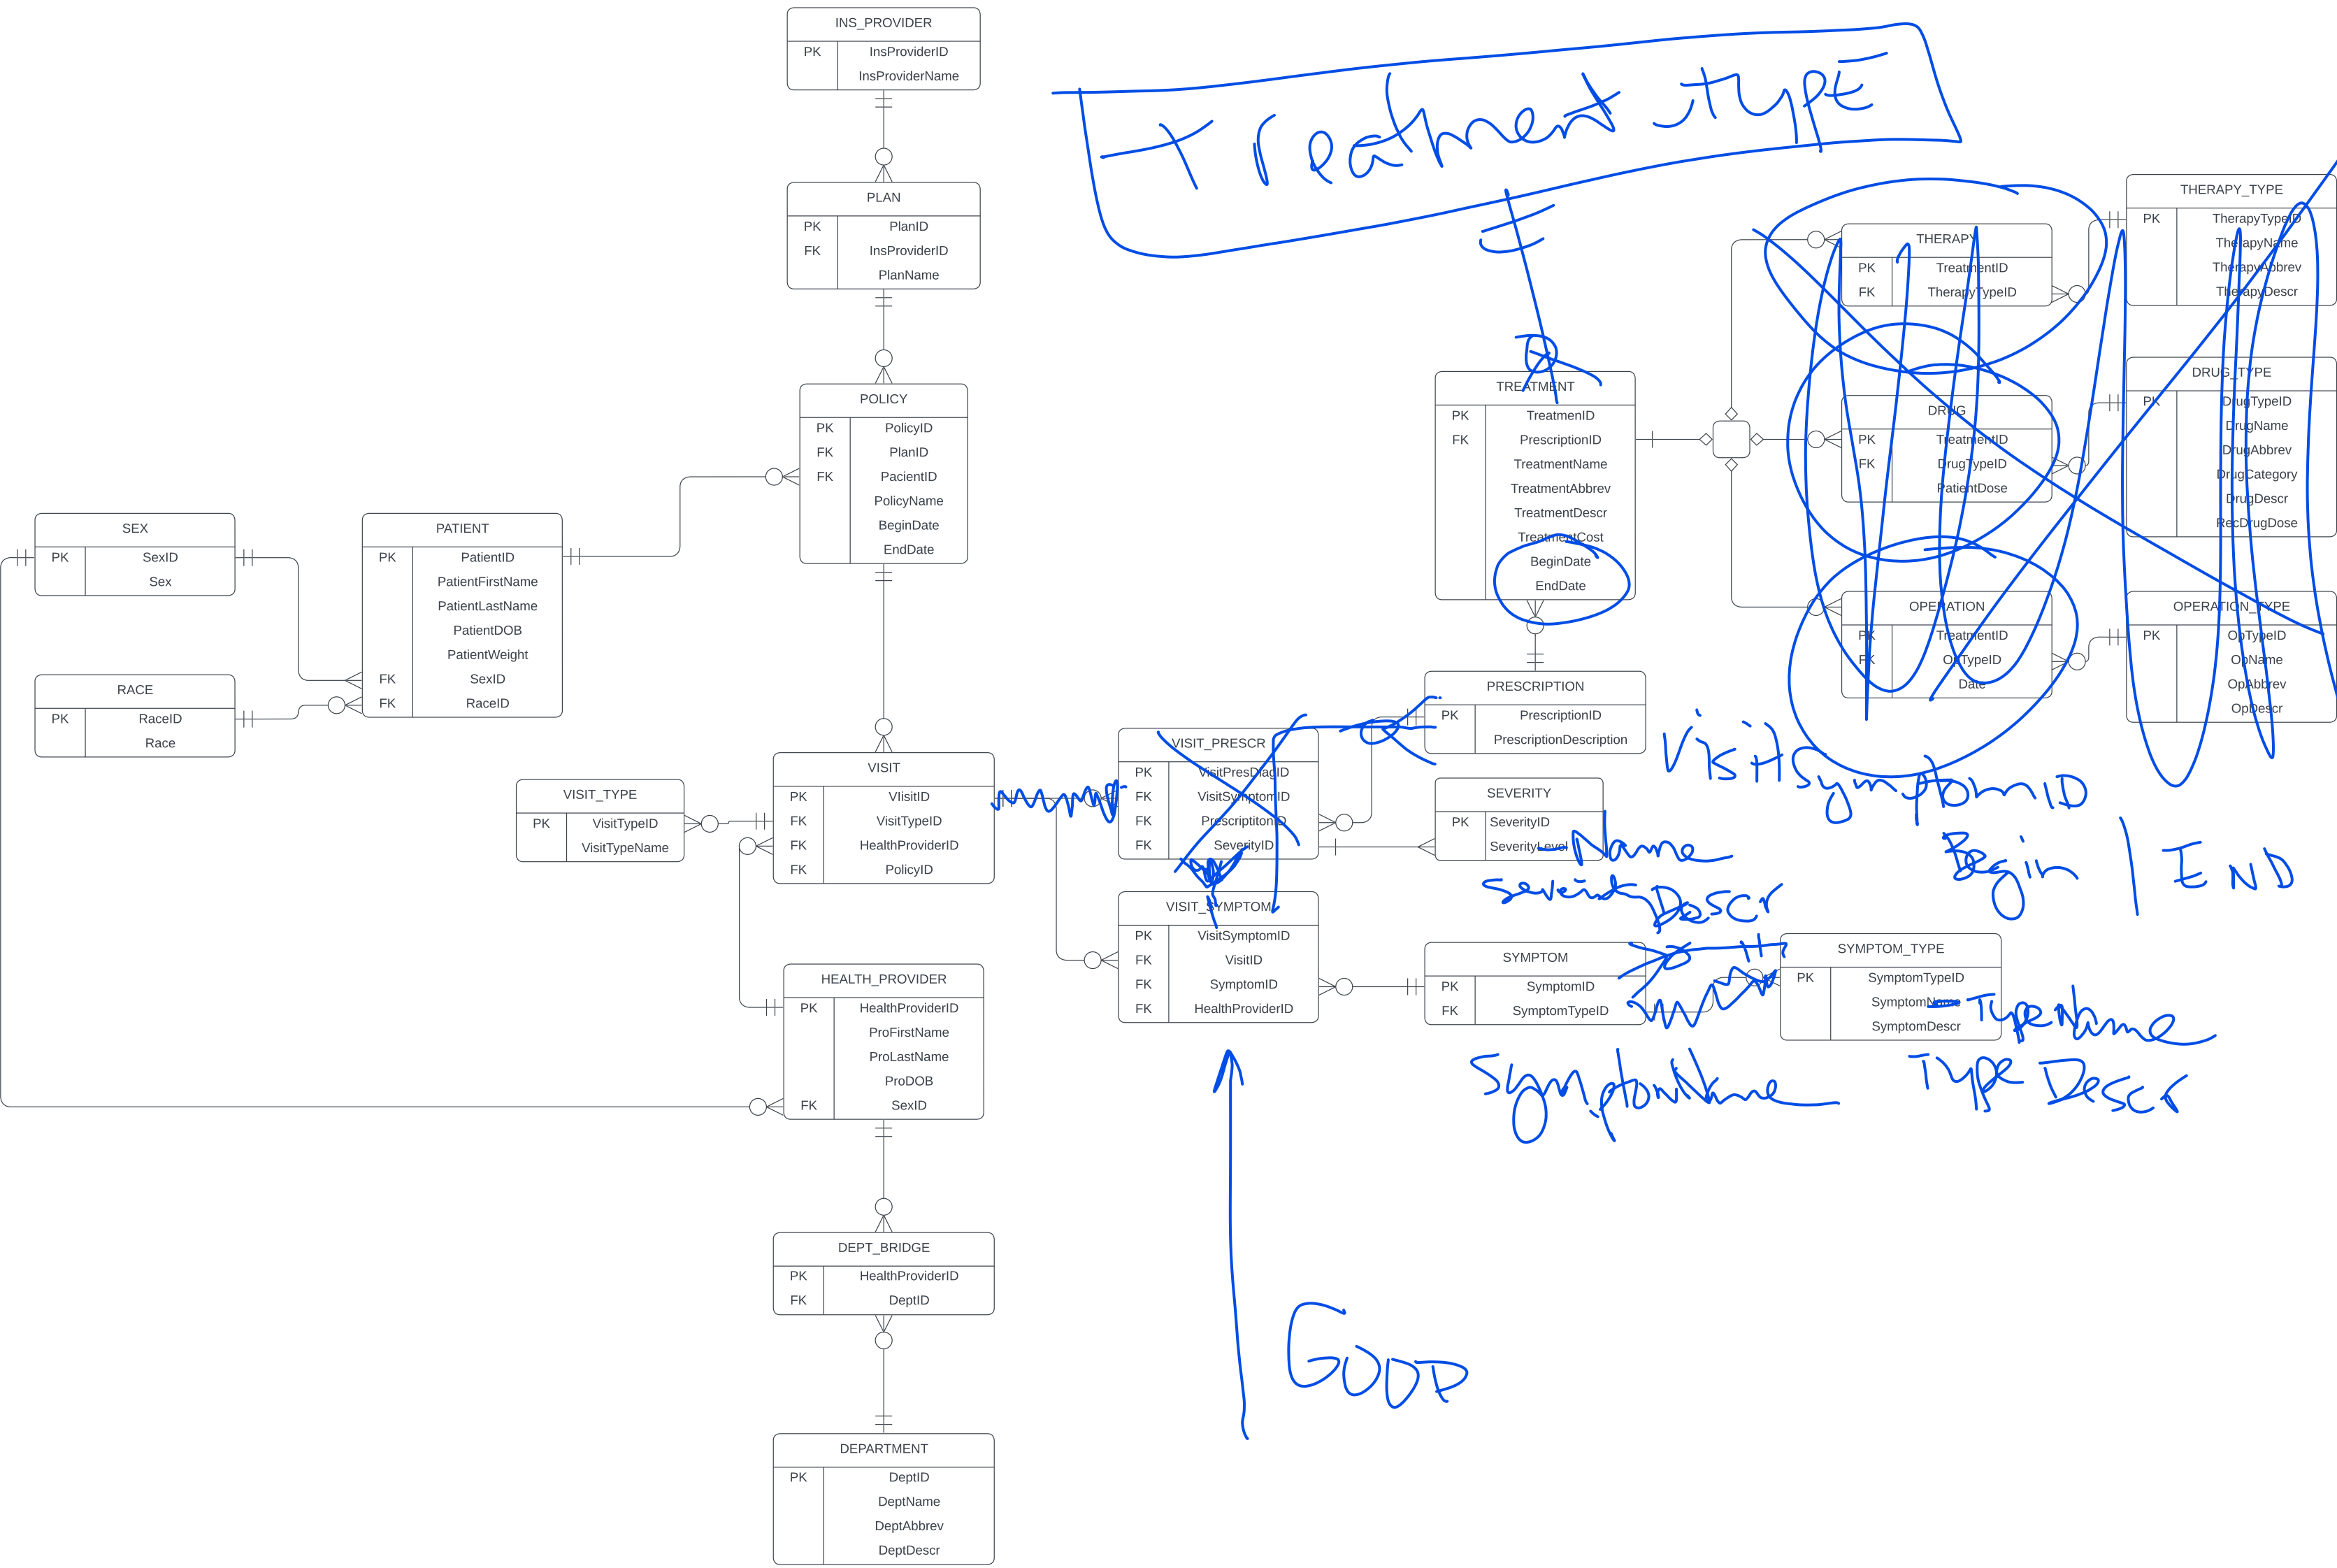 INS_PROVIDER
PK InsProviderID
InsProviderName
Treatment type
PLAN
PK PlanID
FK InsProviderID
PlanName
THERAPY
PK TreatmentID
FK TherapyTypeID
THERAPY_TYPE
PK TherapyTypeID
TherapyName
TherapyAbbrev
TherapyDescr
POLICY
PK PolicyID
FK PlanID
FK PacientID
PolicyName
BeginDate
EndDate
TREATMENT
PK TreatmenID
FK PrescriptionID
TreatmentName
TreatmentAbbrev
TreatmentDescr
TreatmentCost
BeginDate
EndDate
DRUG
PK TreatmentID
FK DrugTypeID
PatientDose
DRUG_TYPE
PK DrugTypeID
DrugName
DrugAbbrev
DrugCategory
DrugDescr
RecDrugDose
SEX
PK SexID
Sex
PATIENT
PK PatientID
PatientFirstName
PatientLastName
PatientDOB
PatientWeight
FK SexID
FK RaceID
RACE
PK RaceID
Race
OPERATION
PK TreatmentID
FK OpTypeID
Date
OPERATION_TYPE
PK OpTypeID
OpName
OpAbbrev
OpDescr
PRESCRIPTION
PK PrescriptionID
PrescriptionDescription
VisitSymptomID
Begin / END
VISIT_TYPE
PK VisitTypeID
VisitTypeName
VISIT
PK VIisitID
FK VisitTypeID
FK HealthProviderID
FK PolicyID
VISIT_PRESCR
PK VisitPresDiagID
FK VisitSymptomID
FK PrescriptitonID
FK SeverityID
SEVERITY
PK SeverityID
SeverityLevel
Name
Descr
VISIT_SYMPTOM
PK VisitSymptomID
FK VisitID
FK SymptomID
FK HealthProviderID
SYMPTOM
PK SymptomID
FK SymptomTypeID
SYMPTOM_TYPE
PK SymptomTypeID
SymptomName
SymptomDescr
TypeName
Type Descr
HEALTH_PROVIDER
PK HealthProviderID
ProFirstName
ProLastName
ProDOB
FK SexID
DEPT_BRIDGE
PK HealthProviderID
FK DeptID
GOOD
DEPARTMENT
PK DeptID
DeptName
DeptAbbrev
DeptDescr